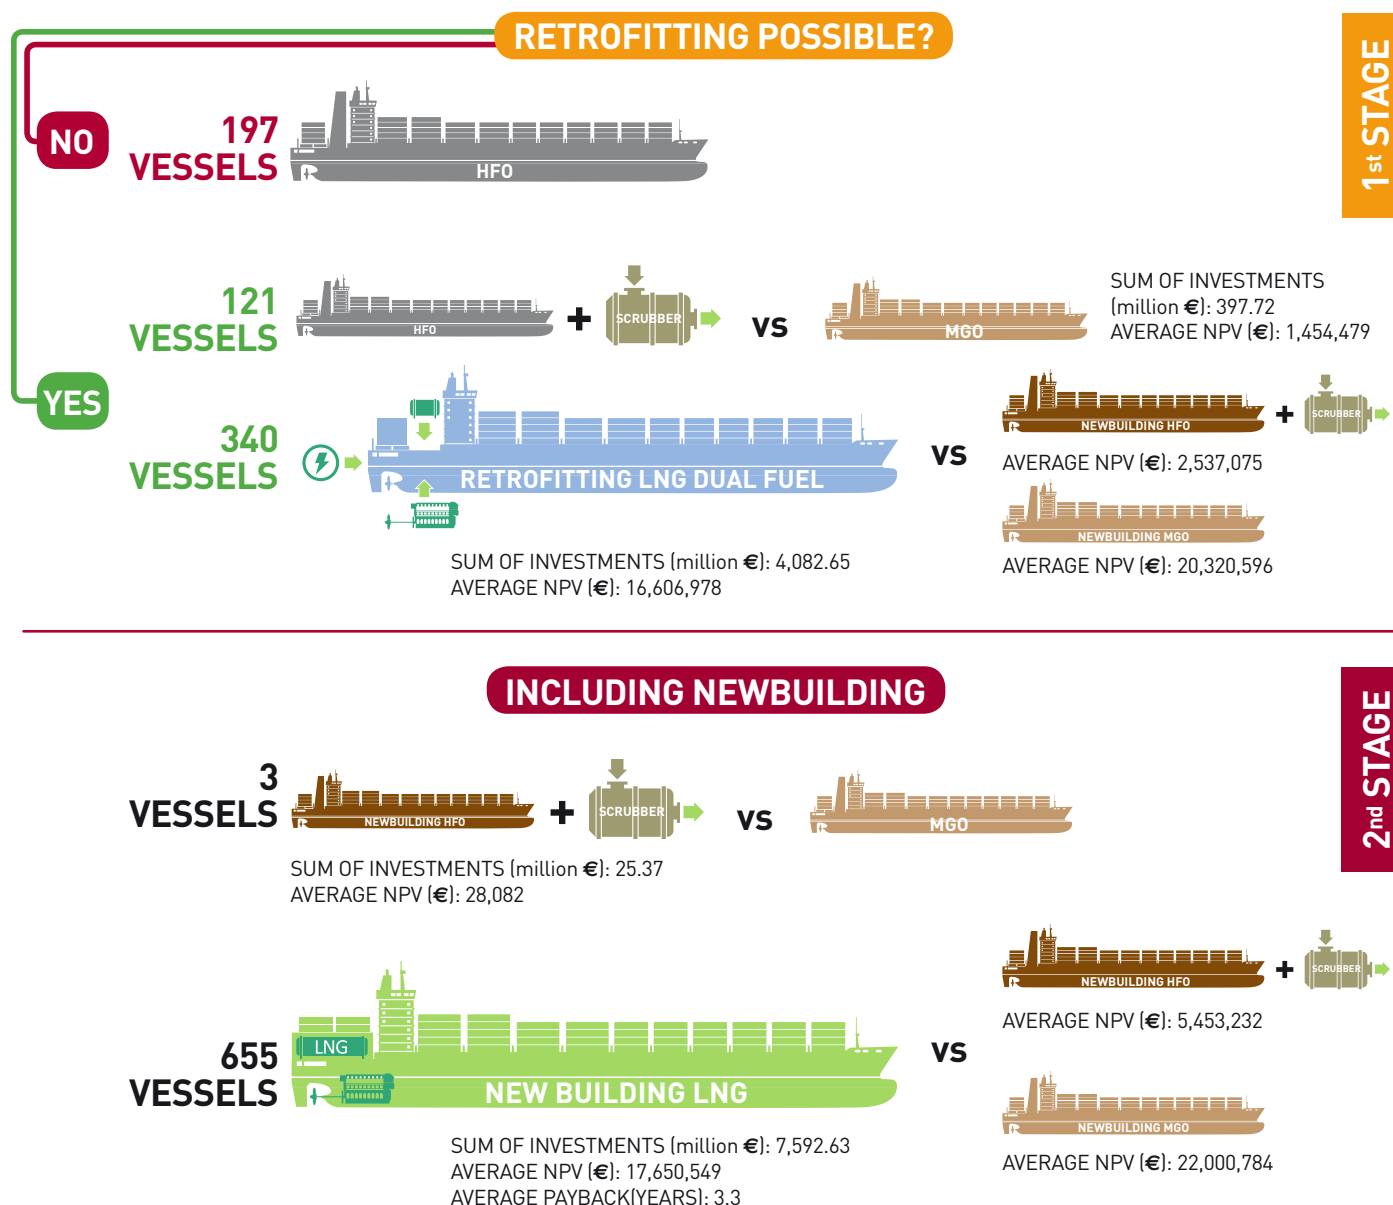 RETROFITTING POSSIBLE?
1st STAGE
NO
197
VESSELS
HFO
121
VESSELS
HFO
+
SCRUBBER
VS
MGO
SUM OF INVESTMENTS
(million €): 397.72
AVERAGE NPV (€): 1,454,479
YES
340
VESSELS
RETROFITTING LNG DUAL FUEL
VS
NEWBUILDING HFO
+
SCRUBBER
AVERAGE NPV (€): 2,537,075
NEWBUILDING MGO
AVERAGE NPV (€): 20,320,596
SUM OF INVESTMENTS (million €): 4,082.65
AVERAGE NPV (€): 16,606,978
INCLUDING NEWBUILDING
2nd STAGE
3
VESSELS
NEWBUILDING HFO
+
SCRUBBER
VS
MGO
SUM OF INVESTMENTS (million €): 25.37
AVERAGE NPV (€): 28,082
655
VESSELS
LNG
NEW BUILDING LNG
VS
NEWBUILDING HFO
+
SCRUBBER
AVERAGE NPV (€): 5,453,232
NEWBUILDING MGO
AVERAGE NPV (€): 22,000,784
SUM OF INVESTMENTS (million €): 7,592.63
AVERAGE NPV (€): 17,650,549
AVERAGE PAYBACK(YEARS): 3.3